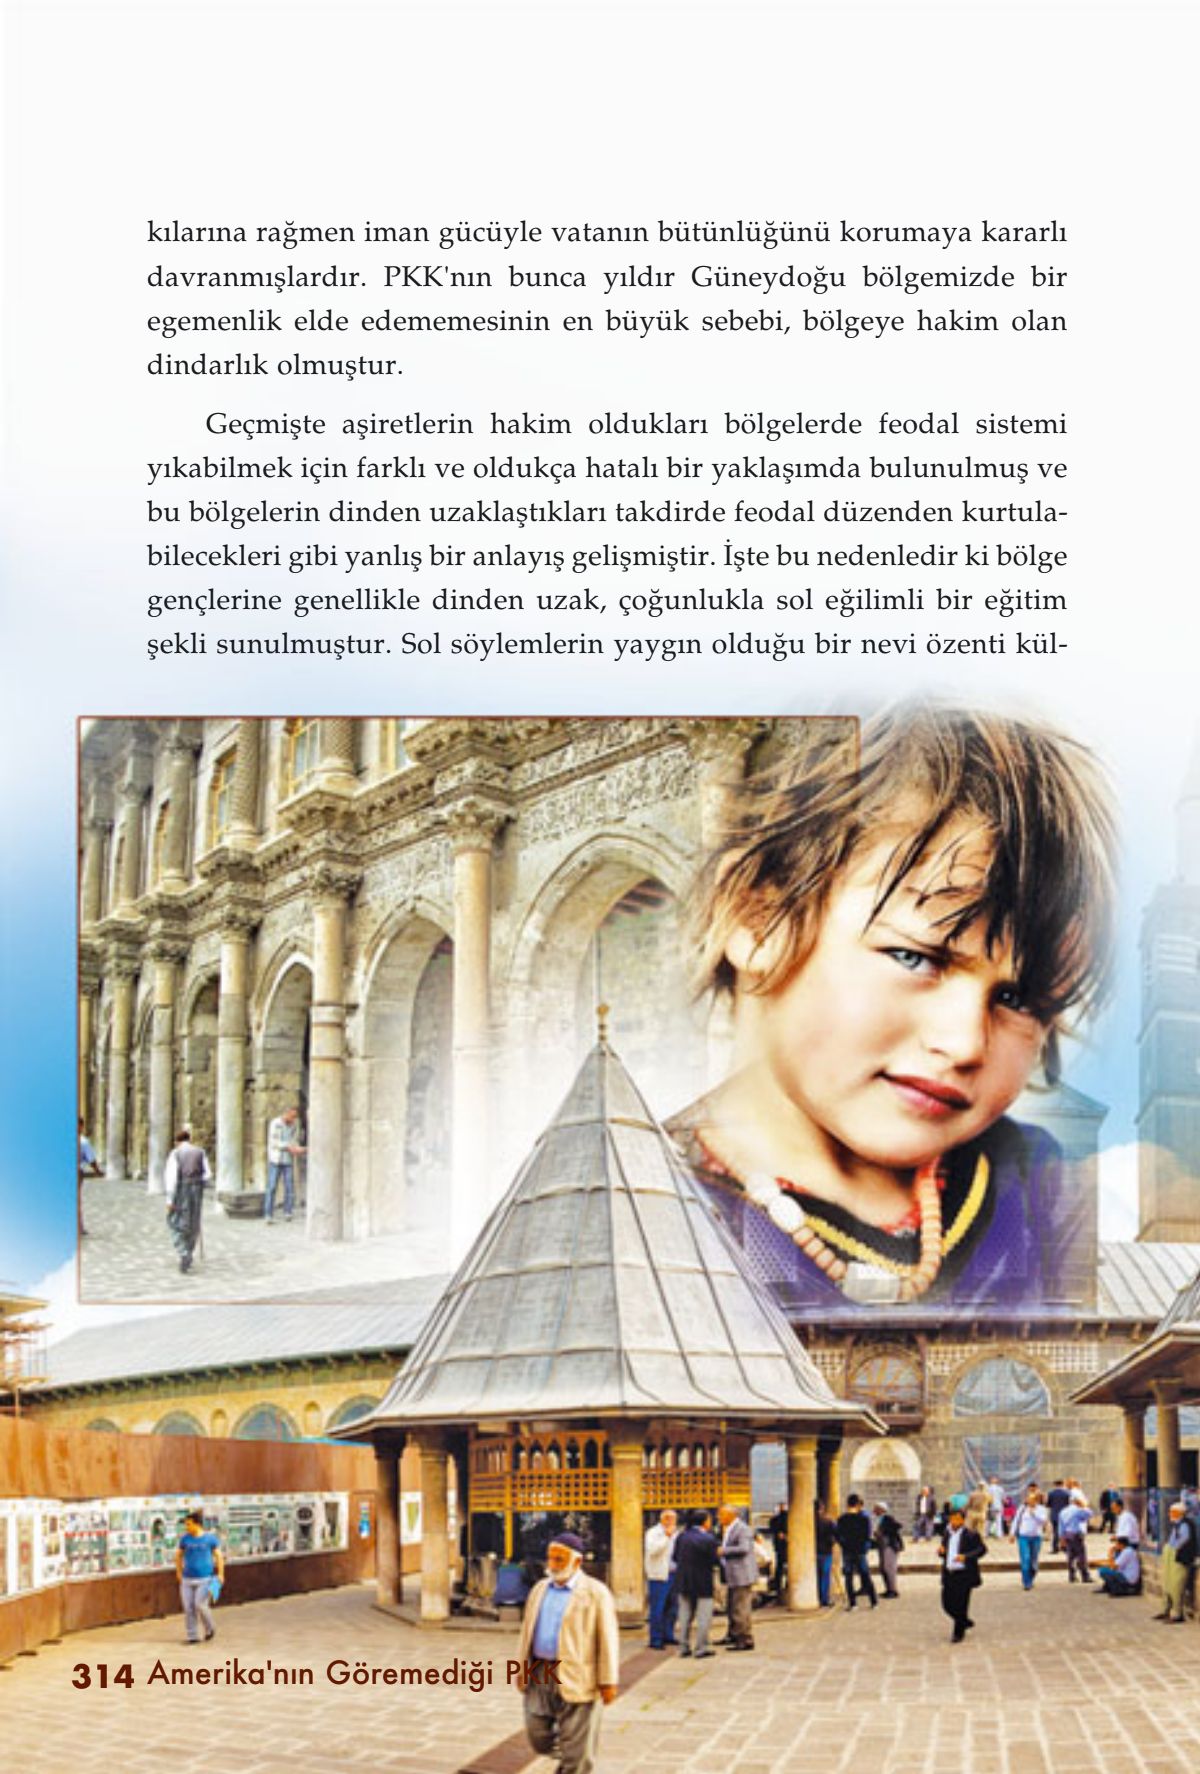 kılarına rağmen iman gücüyle vatanın bütünlüğünü korumaya kararlı
davranmışlardır. PKK'nın bunca yıldır Güneydoğu bölgemizde bir
egemenlik elde edememesinin en büyük sebebi, bölgeye hakim olan
dindarlık olmuştur.
Geçmişte aşiretlerin hakim oldukları bölgelerde feodal sistemi
yıkabilmek için farklı ve oldukça hatalı bir yaklaşımda bulunulmuş ve
bu bölgelerin dinden uzaklaştıkları takdirde feodal düzenden kurtula-
bilecekleri gibi yanlış bir anlayış gelişmiştir. İşte bu nedenledir ki bölge
gençlerine genellikle dinden uzak, çoğunlukla sol eğilimli bir eğitim
şekli sunulmuştur. Sol söylemlerin yaygın olduğu bir nevi özenti kül-
314 Amerika'nın Göremediği PKK